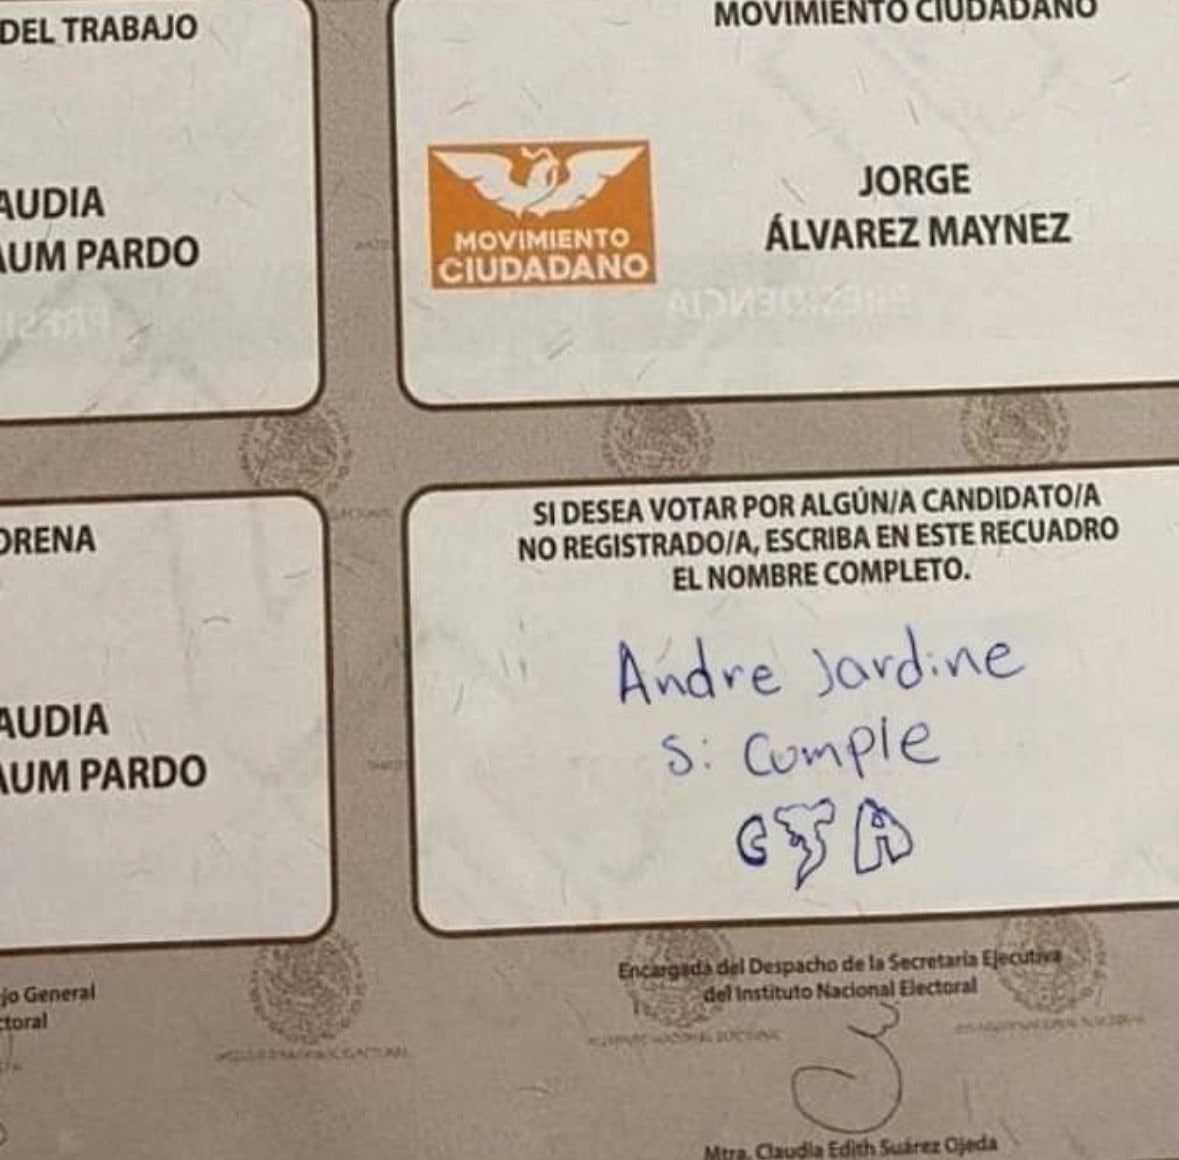 DEL TRABAJO
AUDIA
AUM PARDO
MOVIMIENTO CIUDADANO
MOVIMIENTO
CIUDADANO
JORGE
ÁLVAREZ MAYNEZ
PRESIDENCIA
ORENA
AUDIA
AUM PARDO
SI DESEA VOTAR POR ALGÚN/A CANDIDATO/A
NO REGISTRADO/A, ESCRIBA EN ESTE RECUADRO
EL NOMBRE COMPLETO.
Andre Jardine
Si Cumple
CTA
jo General
ctoral
Encargada del Despacho de la Secretaría Ejecutiva
del Instituto Nacional Electoral
Mtra. Claudia Edith Suárez Ojeda